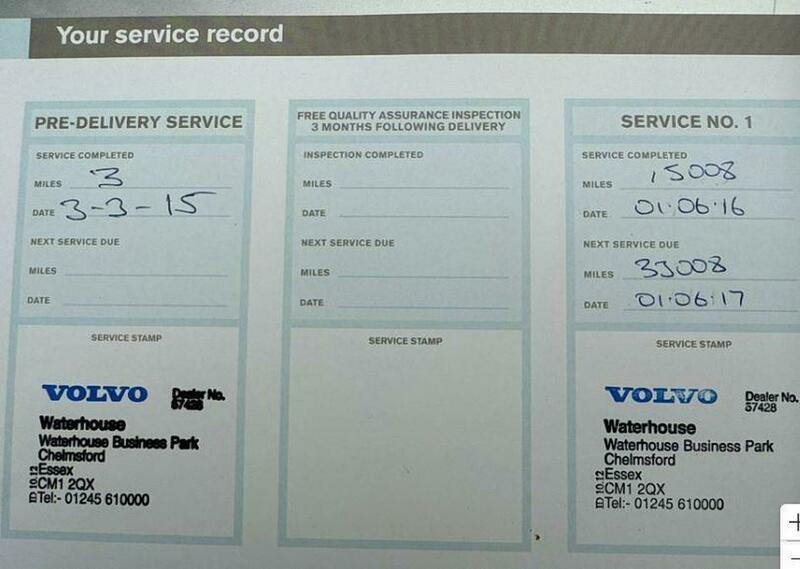 Your service record
PRE-DELIVERY SERVICE
SERVICE COMPLETED
MILES 3
DATE 3-3-15
NEXT SERVICE DUE
MILES
DATE
SERVICE STAMP
VOLVO Dealer No.
57428
Waterhouse
Waterhouse Business Park
Chelmsford
Essex
CM1 2QX
Tel:- 01245 610000
FREE QUALITY ASSURANCE INSPECTION
3 MONTHS FOLLOWING DELIVERY
INSPECTION COMPLETED
MILES
DATE
NEXT SERVICE DUE
MILES
DATE
SERVICE STAMP
SERVICE NO. 1
SERVICE COMPLETED
MILES 15008
DATE 01.06.16
NEXT SERVICE DUE
MILES 33008
DATE 01.06.17
SERVICE STAMP
VOLVO Dealer No.
57428
Waterhouse
Waterhouse Business Park
Chelmsford
Essex
CM1 2QX
Tel:- 01245 610000